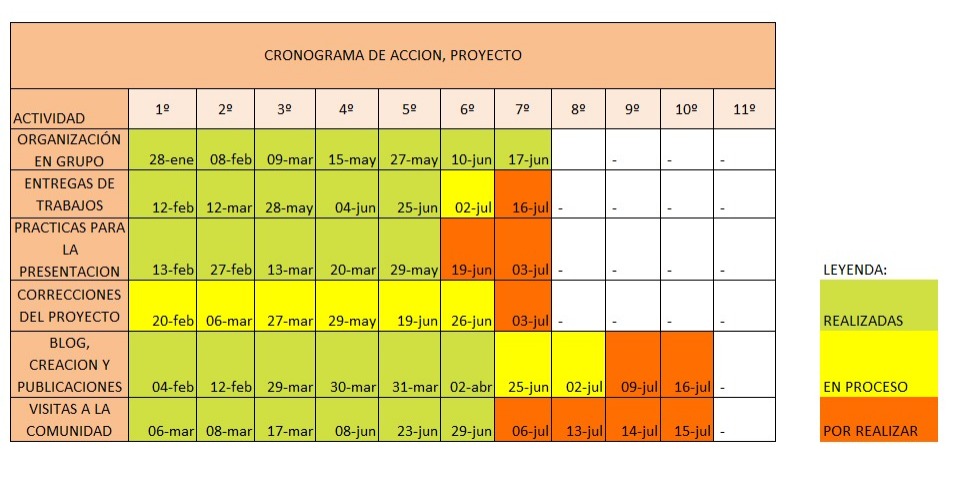 CRONOGRAMA DE ACCION, PROYECTO
ACTIVIDAD 1º 2º 3º 4º 5º 6º 7º 8º 9º 10º 11º
ORGANIZACIÓN
EN GRUPO 28-ene 08-feb 09-mar 15-may 27-may 10-jun 17-jun - - -
ENTREGAS DE
TRABAJOS 12-feb 12-mar 28-may 04-jun 25-jun 02-jul 16-jul - - - -
PRACTICAS PARA
LA
PRESENTACION 13-feb 27-feb 13-mar 20-mar 29-may 19-jun 03-jul - - - -
CORRECCIONES
DEL PROYECTO 20-feb 06-mar 27-mar 29-may 19-jun 26-jun 03-jul - - - -
BLOG,
CREACION Y
PUBLICACIONES 04-feb 12-feb 29-mar 30-mar 31-mar 02-abr 25-jun 02-jul 09-jul 16-jul -
VISITAS A LA
COMUNIDAD 06-mar 08-mar 17-mar 08-jun 23-jun 29-jun 06-jul 13-jul 14-jul 15-jul -
LEYENDA:
REALIZADAS
EN PROCESO
POR REALIZAR